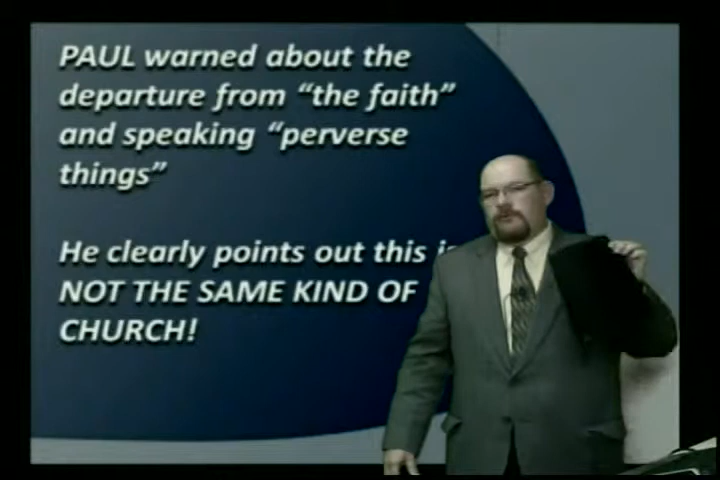 PAUL warned about the
departure from “the faith”
and speaking “perverse
things”
He clearly points out this
NOT THE SAME KIND OF
CHURCH!